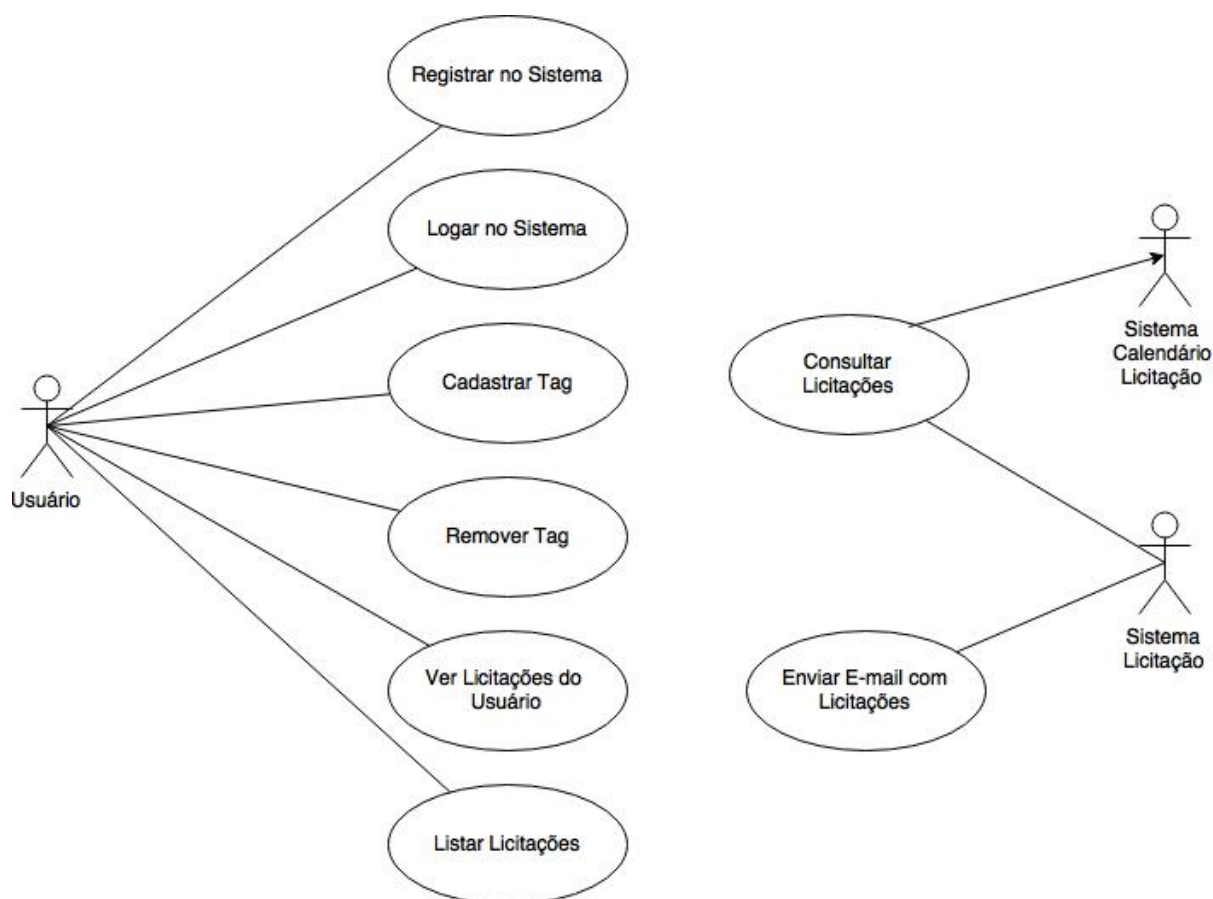 Registrar no Sistema
Logar no Sistema
Cadastrar Tag
Usuário
Remover Tag
Ver Licitações do
Usuário
Listar Licitações
Consultar
Licitações
Sistema
Calendário
Licitação
Enviar E-mail com
Licitações
Sistema
Licitação